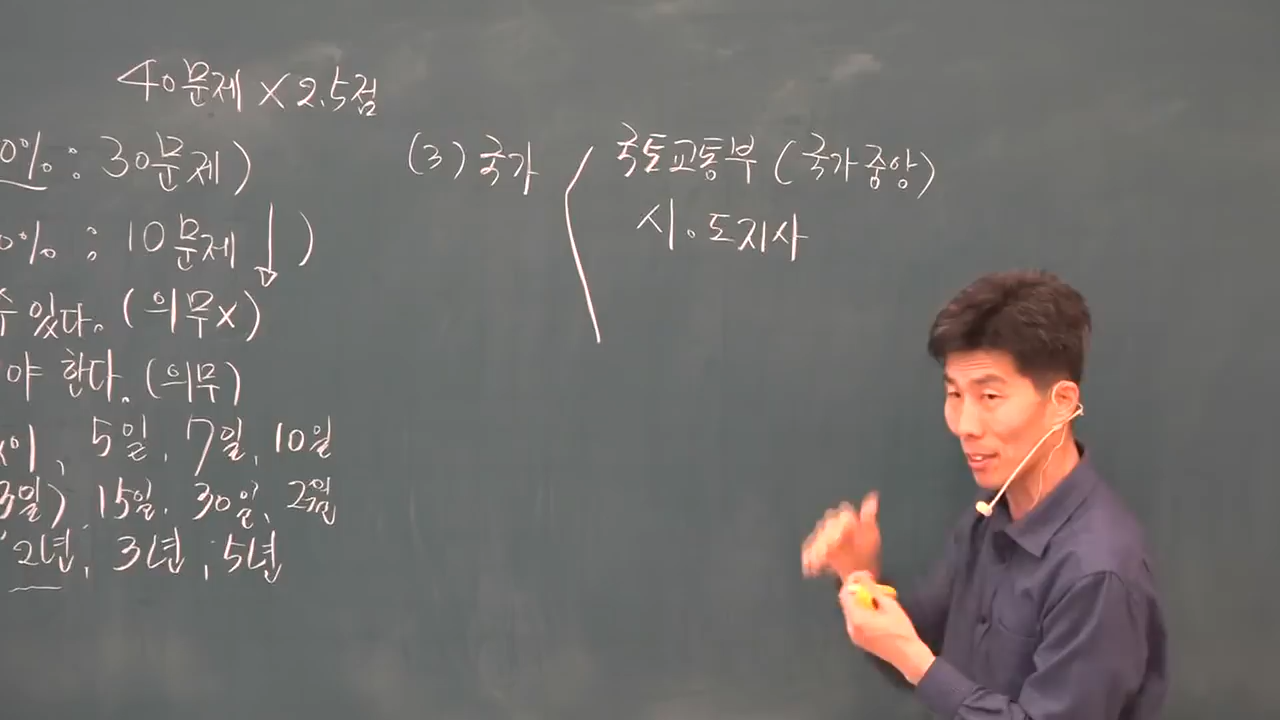 40문제 × 2.5점
0% : 30문제)
0% : 10문제 ↓ )
수 있다. (의무x)
야 한다. (의무)
5일, 7일, 10일
3월) 15일. 30일, 2월
2년, 3년, 5년
(3) 국가
국토교통부 (국가중앙)
시·도지사